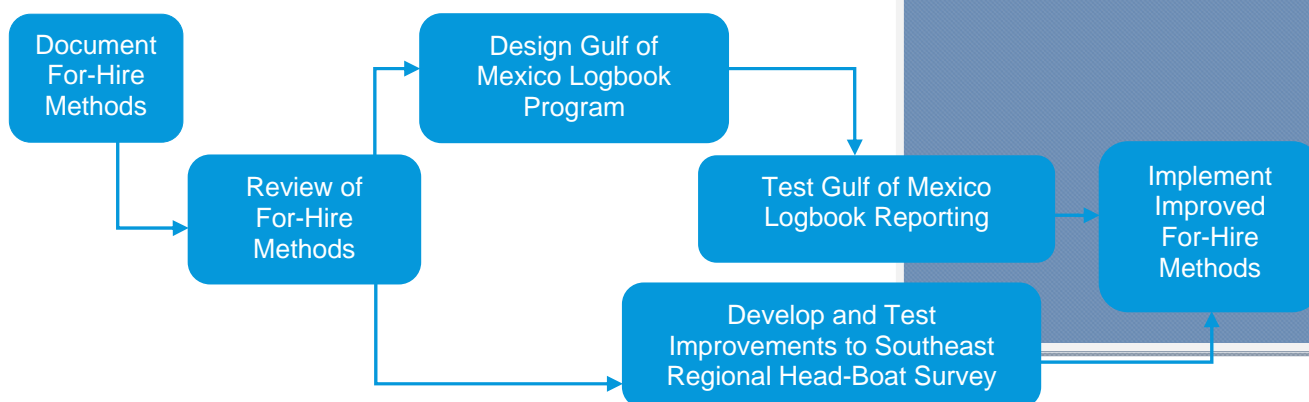 Document
For-Hire
Methods
Design Gulf of
Mexico Logbook
Program
Review of
For-Hire
Methods
Test Gulf of Mexico
Logbook Reporting
Implement
Improved
For-Hire
Methods
Develop and Test
Improvements to Southeast
Regional Head-Boat Survey